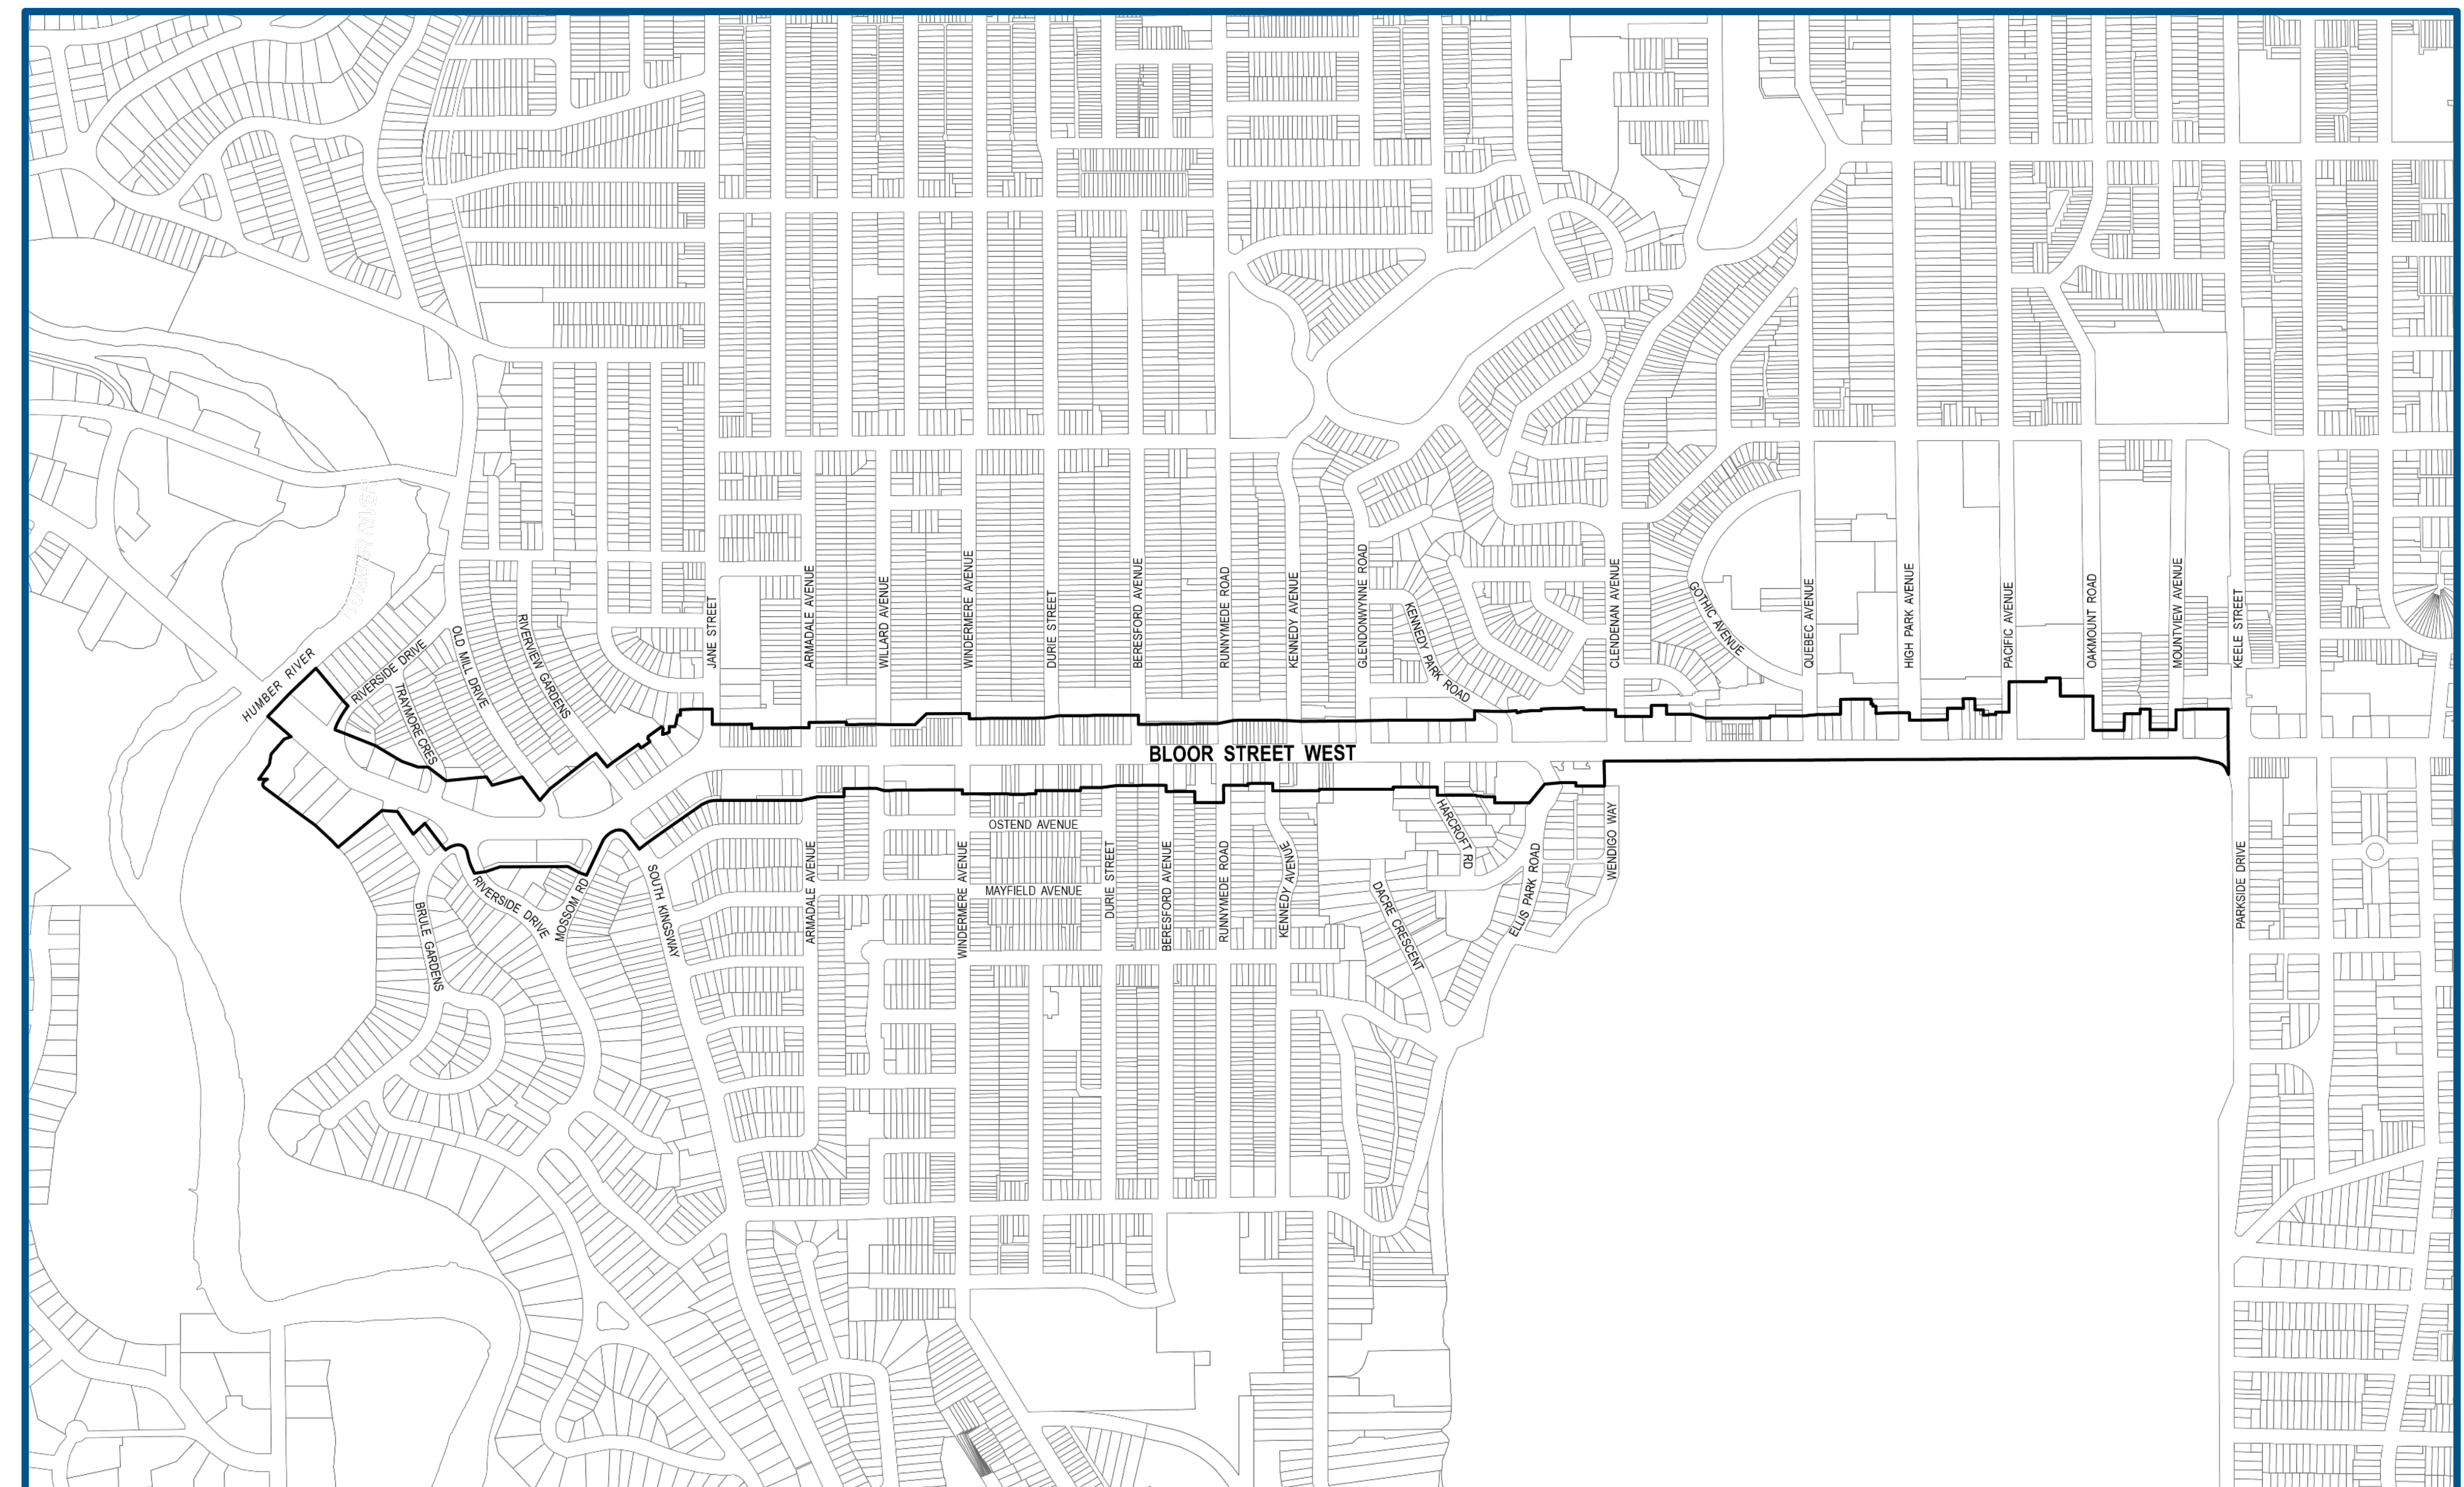 HUMBER RIVER
HUMBER RIVER
RIVERSIDE DRIVE
TRAYMORE CRES
OLD MILL DRIVE
RIVERVIEW GARDENS
JANE STREET
ARMADALE AVENUE
WILLARD AVENUE
WINDERMERE AVENUE
DURIE STREET
BERESFORD AVENUE
RUNNYMEDE ROAD
KENNEDY AVENUE
GLENDONWYNNE ROAD
KENNEDY PARK ROAD
CLENDENAN AVENUE
GOTHIC AVENUE
QUEBEC AVENUE
HIGH PARK AVENUE
PACIFIC AVENUE
OAKMOUNT ROAD
MOUNTVIEW AVENUE
KEELE STREET
BLOOR STREET WEST
BRULE GARDENS
RIVERSIDE DRIVE
MOSSOM RD
SOUTH KINGSWAY
ARMADALE AVENUE
WINDERMERE AVENUE
OSTEND AVENUE
MAYFIELD AVENUE
DURIE STREET
BERESFORD AVENUE
RUNNYMEDE ROAD
KENNEDY AVENUE
DACRE CRESCENT
HARCROFT RD
ELLIS PARK ROAD
WENDIGO WAY
PARKSIDE DRIVE